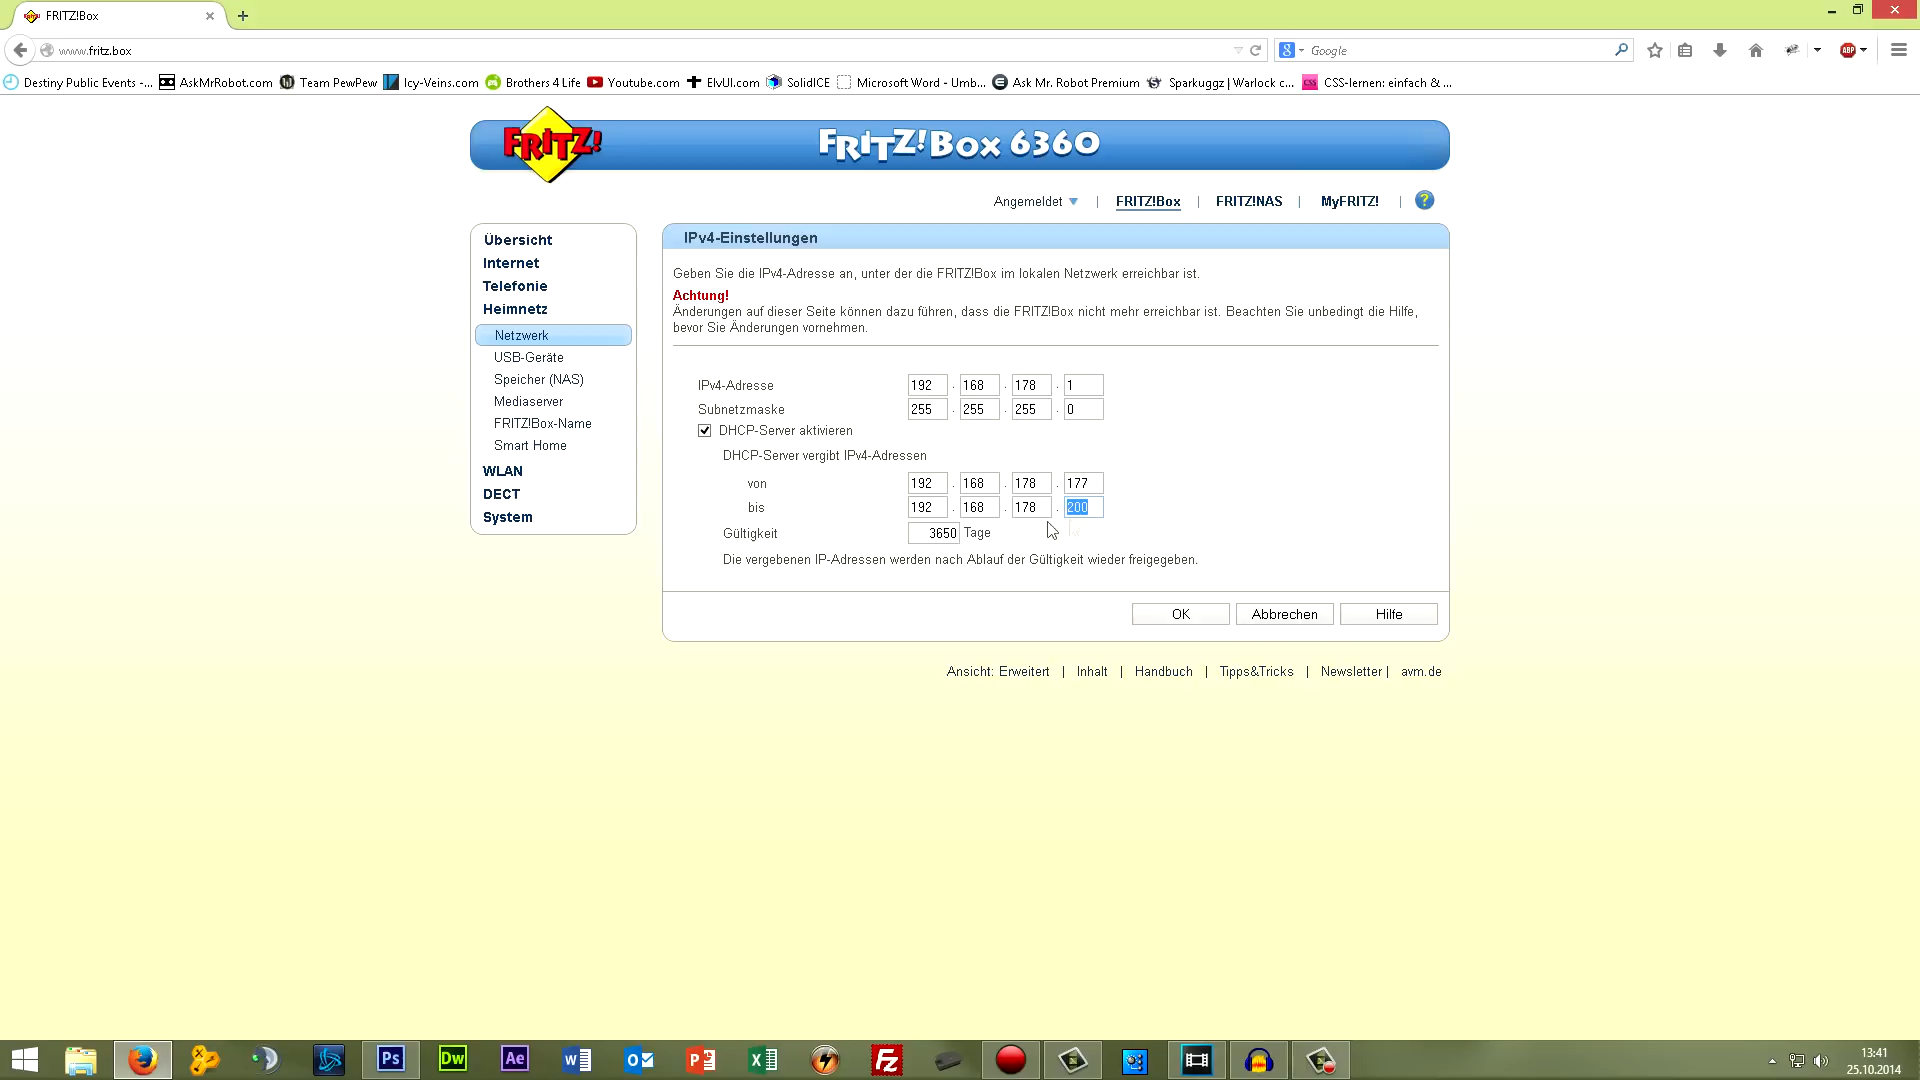 FRITZ!Box
www.fritz.box
Google
Destiny Public Events -... AskMrRobot.com Team PewPew Icy-Veins.com Brothers 4 Life Youtube.com ElvUI.com SolidICE Microsoft Word - Umb... Ask Mr. Robot Premium Sparkuggz | Warlock c... CSS-lernen: einfach & ...
FRITZ! FRITZ!Box 6360
Angemeldet | FRITZ!Box | FRITZ!NAS | MyFRITZ! | ?
Übersicht
Internet
Telefonie
Heimnetz
Netzwerk
USB-Geräte
Speicher (NAS)
Mediaserver
FRITZ!Box-Name
Smart Home
WLAN
DECT
System
IPv4-Einstellungen
Geben Sie die IPv4-Adresse an, unter der die FRITZ!Box im lokalen Netzwerk erreichbar ist.
Achtung!
Änderungen auf dieser Seite können dazu führen, dass die FRITZ!Box nicht mehr erreichbar ist. Beachten Sie unbedingt die Hilfe,
bevor Sie Änderungen vornehmen.
IPv4-Adresse 192 . 168 . 178 . 1
Subnetzmaske 255 . 255 . 255 . 0
DHCP-Server aktivieren
DHCP-Server vergibt IPv4-Adressen
von 192 . 168 . 178 . 177
bis 192 . 168 . 178 . 200
Gültigkeit 3650 Tage
Die vergebenen IP-Adressen werden nach Ablauf der Gültigkeit wieder freigegeben.
OK Abbrechen Hilfe
Ansicht: Erweitert | Inhalt | Handbuch | Tipps&Tricks | Newsletter | avm.de
13:41
25.10.2014